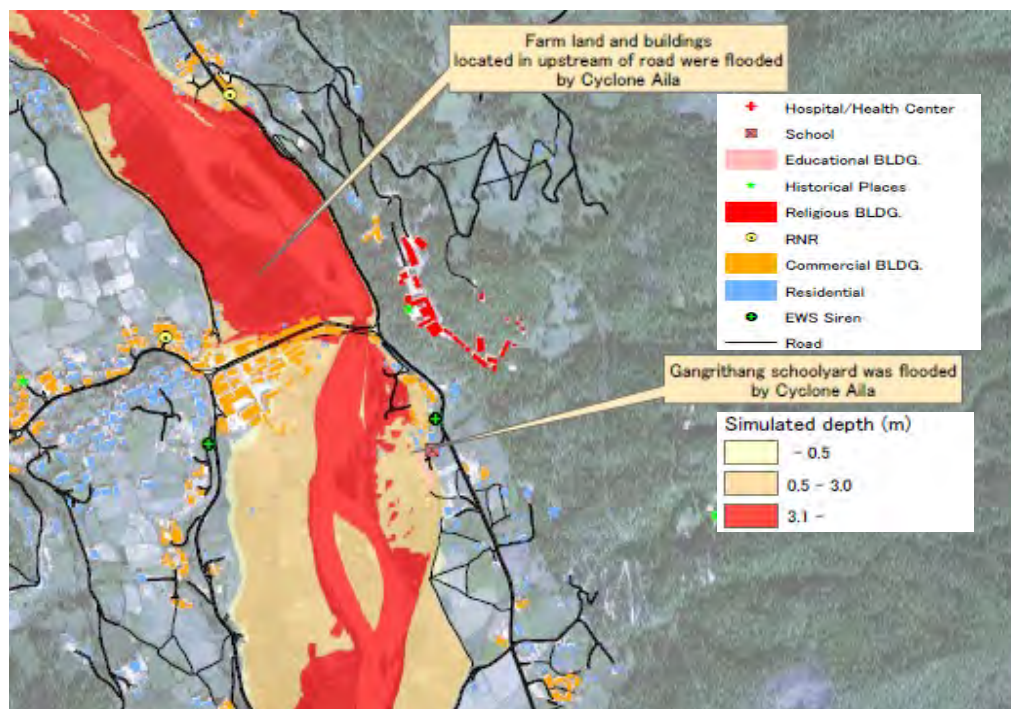 Farm land and buildings
located in upstream of road were flooded
by Cyclone Aila
Hospital/Health Center
School
Educational BLDG.
Historical Places
Religious BLDG.
RNR
Commercial BLDG.
Residential
EWS Siren
Road
Gangrithang schoolyard was flooded
by Cyclone Aila
Simulated depth (m)
- 0.5
0.5 - 3.0
3.1 -